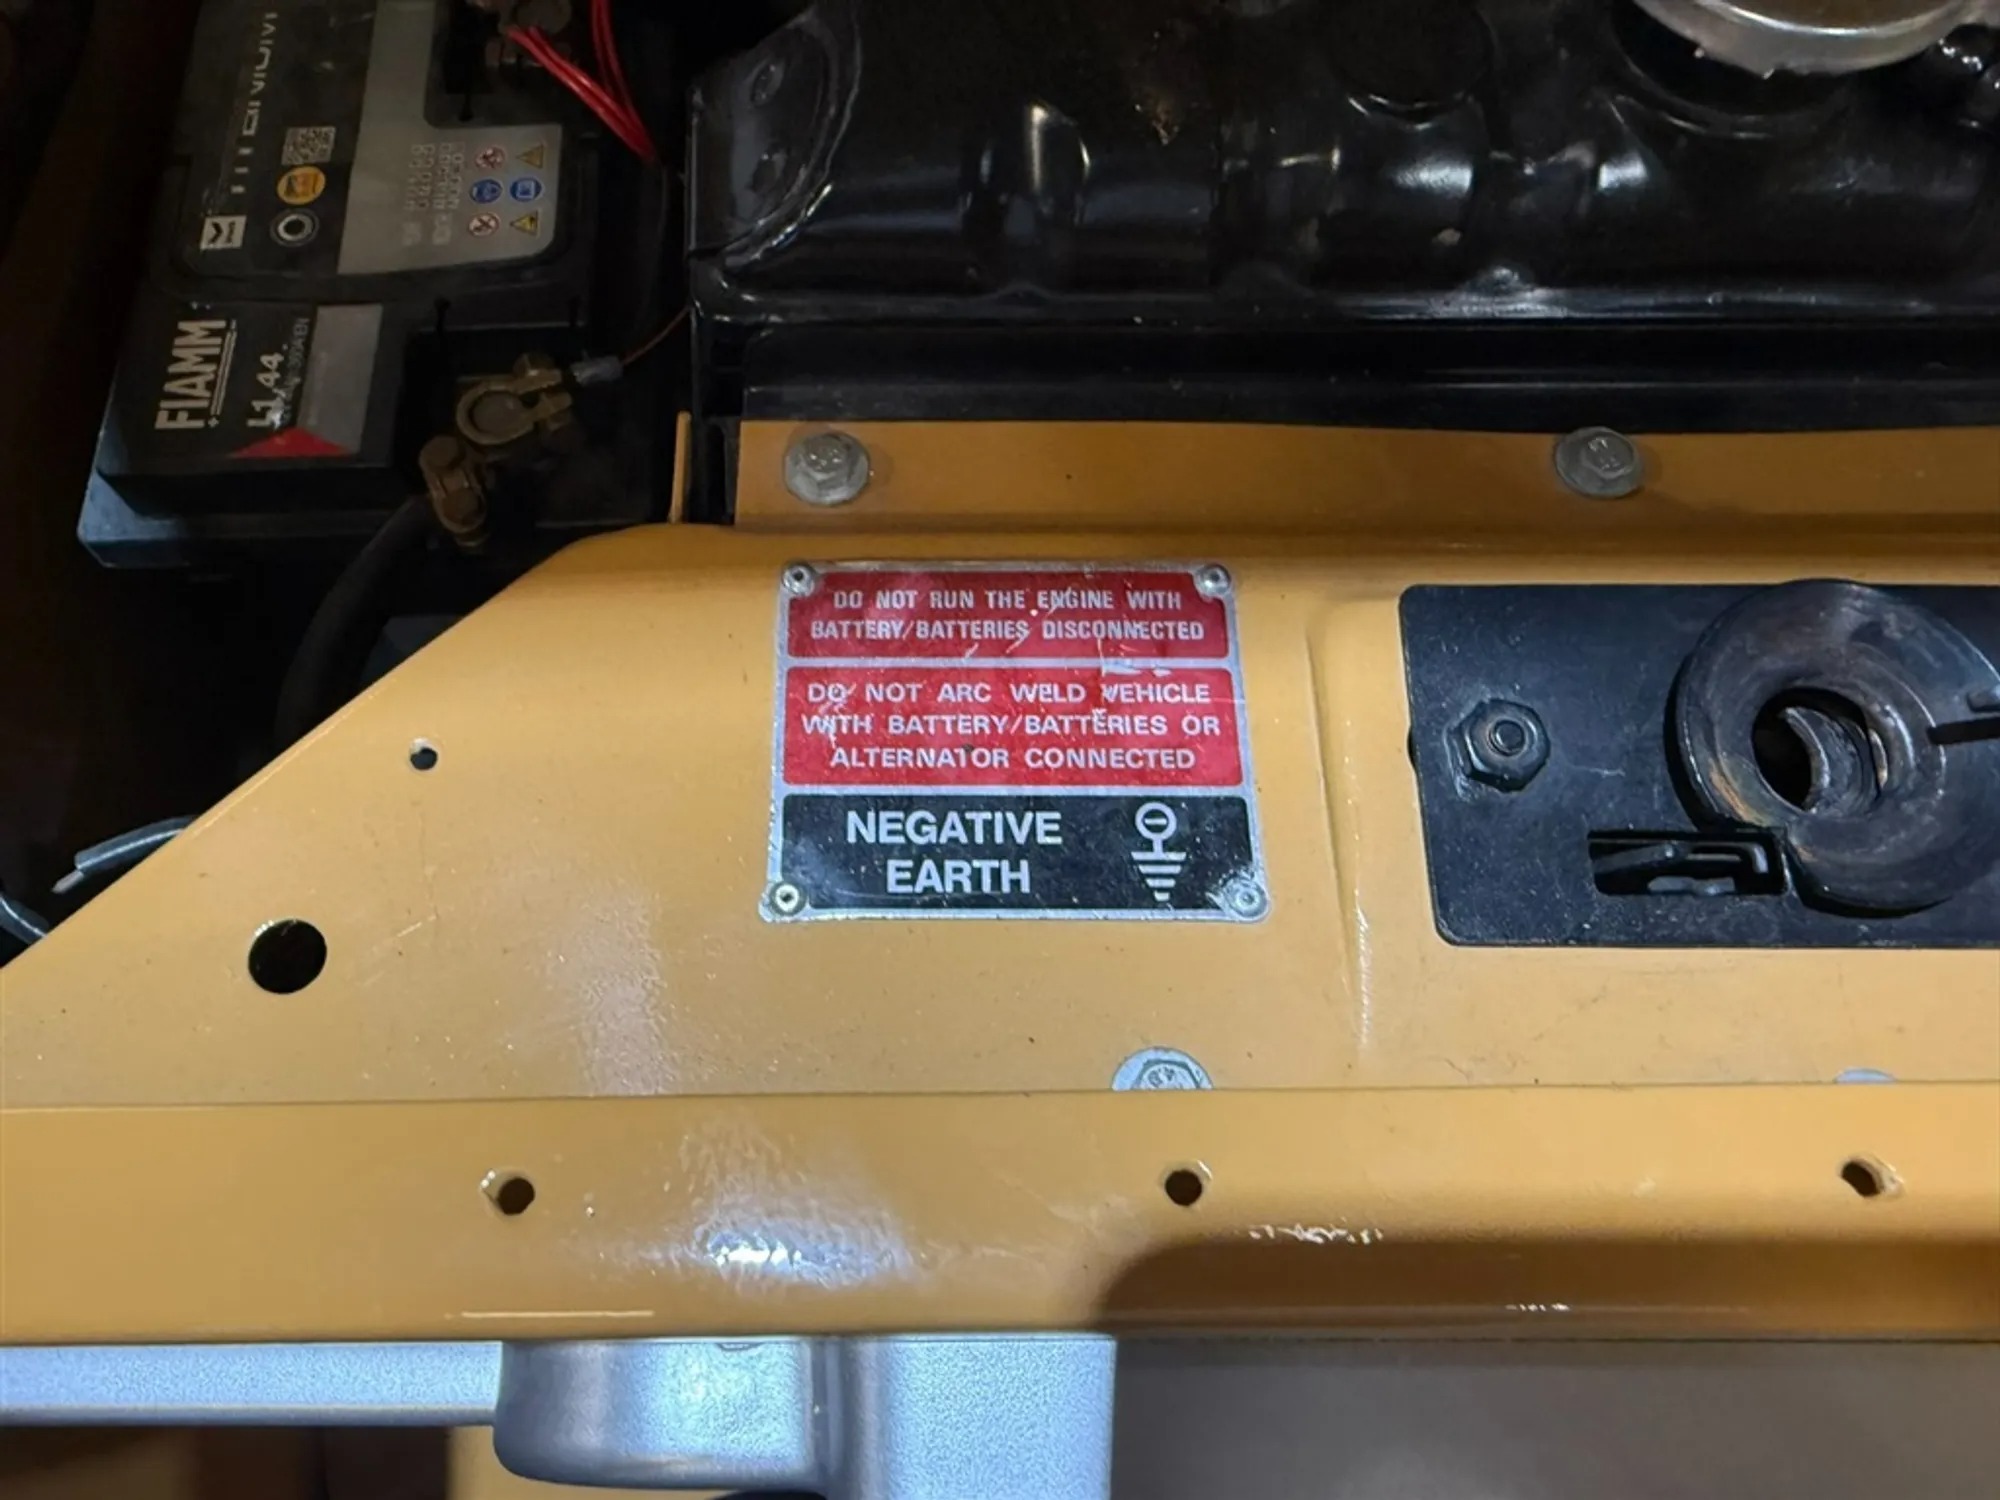 FIAMM
L1 44
DO NOT RUN THE ENGINE WITH
BATTERY/BATTERIES DISCONNECTED
DO NOT ARC WELD VEHICLE
WITH BATTERY/BATTERIES OR
ALTERNATOR CONNECTED
NEGATIVE
EARTH